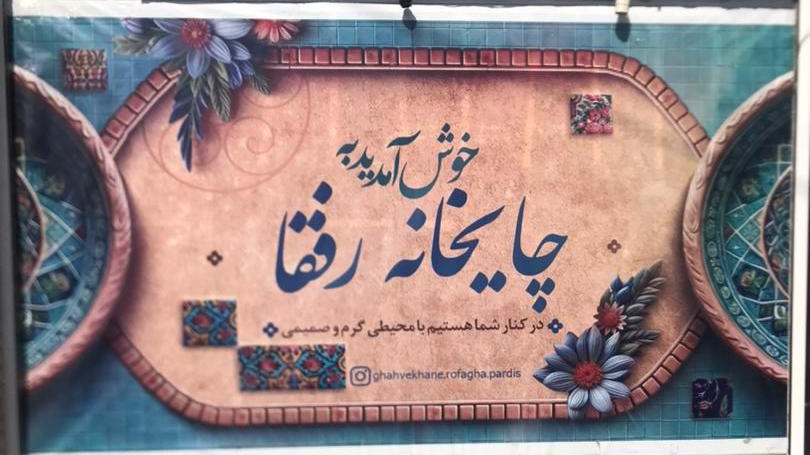 خوش آمدید به
چایخانه رفقا
در کنار شما هستیم با محیطی گرم و صمیمی
ghahvekhane.rofagha.pardis